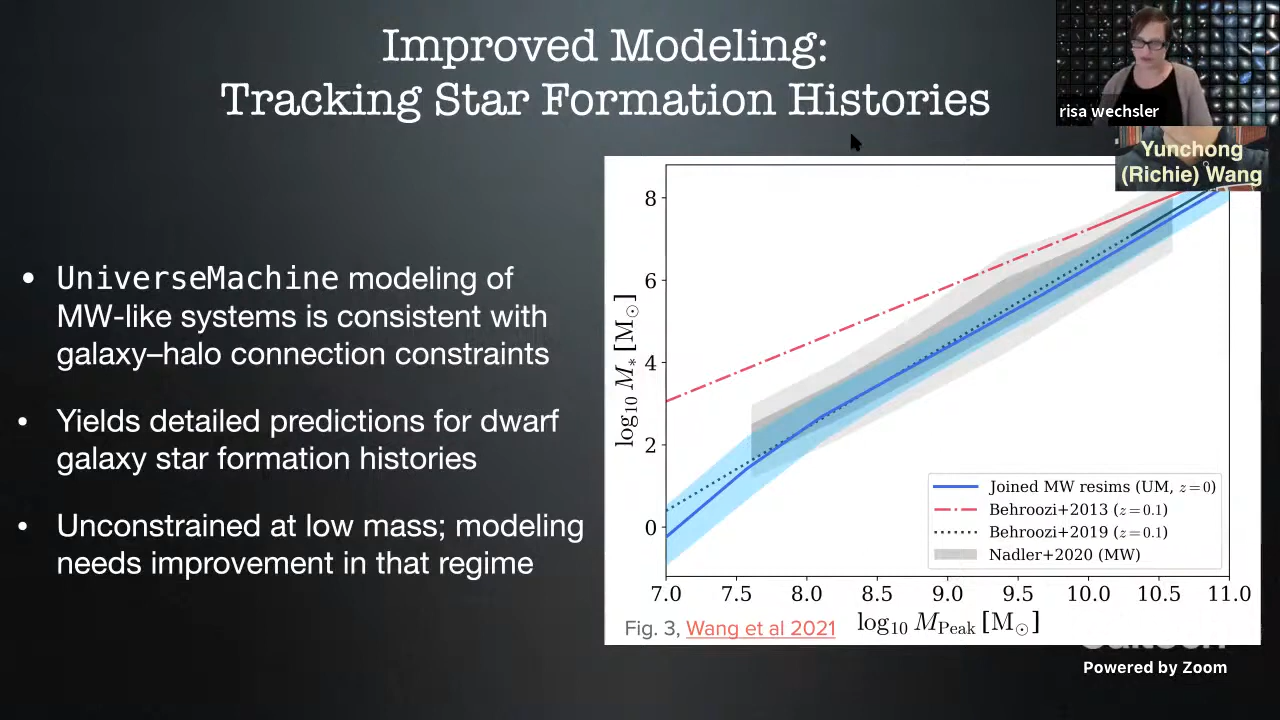 Improved Modeling:
Tracking Star Formation Histories
risa wechsler
Yunchong
(Richie) Wang
• UniverseMachine modeling of
MW-like systems is consistent with
galaxy–halo connection constraints
• Yields detailed predictions for dwarf
galaxy star formation histories
• Unconstrained at low mass; modeling
needs improvement in that regime
log₁₀ M* [M⊙]
8
6
4
2
0
Joined MW resims (UM, z=0)
Behroozi+2013 (z=0.1)
Behroozi+2019 (z=0.1)
Nadler+2020 (MW)
7.0 7.5 8.0 8.5 9.0 9.5 10.0 10.5 11.0
log₁₀ MPeak [M⊙]
Fig. 3, Wang et al 2021
Powered by Zoom